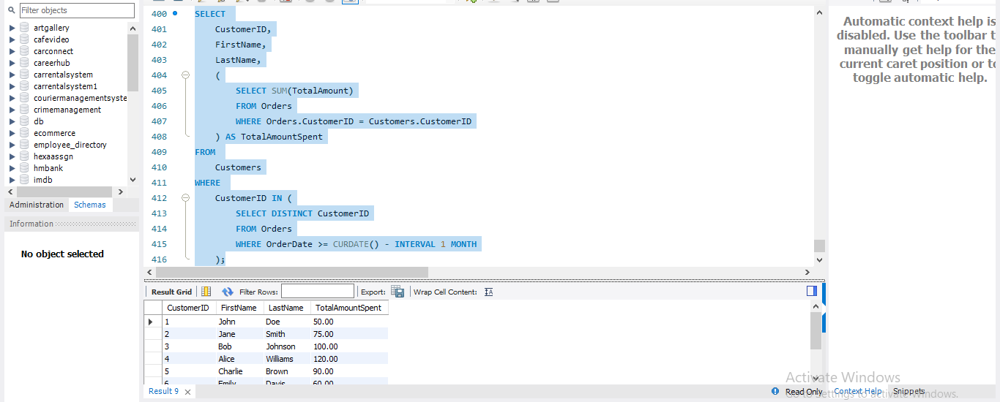 Filter objects
artgallery
cafevideo
carconnect
careerhub
carrentalsystem
carrentalsystem1
couriermanagementsyste
crimemanagement
db
ecommerce
employee_directory
hexaassgn
hmbank
imdb
Administration Schemas
Information
No object selected
400 SELECT
401 CustomerID,
402 FirstName,
403 LastName,
404 (
405 SELECT SUM(TotalAmount)
406 FROM Orders
407 WHERE Orders.CustomerID = Customers.CustomerID
408 ) AS TotalAmountSpent
409 FROM
410 Customers
411 WHERE
412 CustomerID IN (
413 SELECT DISTINCT CustomerID
414 FROM Orders
415 WHERE OrderDate >= CURDATE() - INTERVAL 1 MONTH
416 );
Result Grid Filter Rows: Export: Wrap Cell Content:
CustomerID FirstName LastName TotalAmountSpent
1 John Doe 50.00
2 Jane Smith 75.00
3 Bob Johnson 100.00
4 Alice Williams 120.00
5 Charlie Brown 90.00
6 Emily Davis 60.00
Result 9
Read Only
Automatic context help is
disabled. Use the toolbar t
manually get help for the
current caret position or to
toggle automatic help.
Activate Windows
Go to Settings to activate Windows.
Context Help Snippets